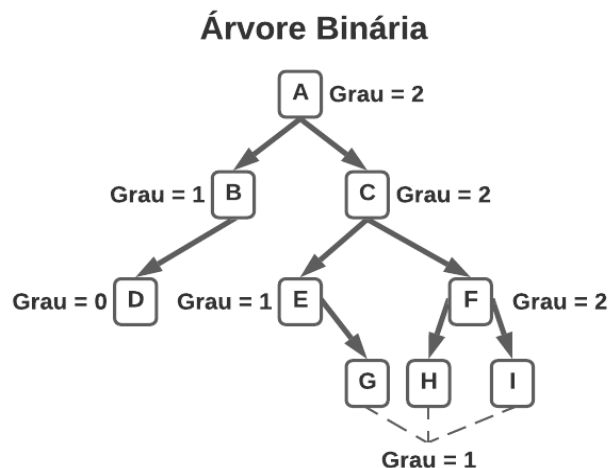 Árvore Binária
A
Grau = 2
Grau = 1
B
C
Grau = 2
Grau = 0
D
Grau = 1
E
F
Grau = 2
G
H
I
Grau = 1